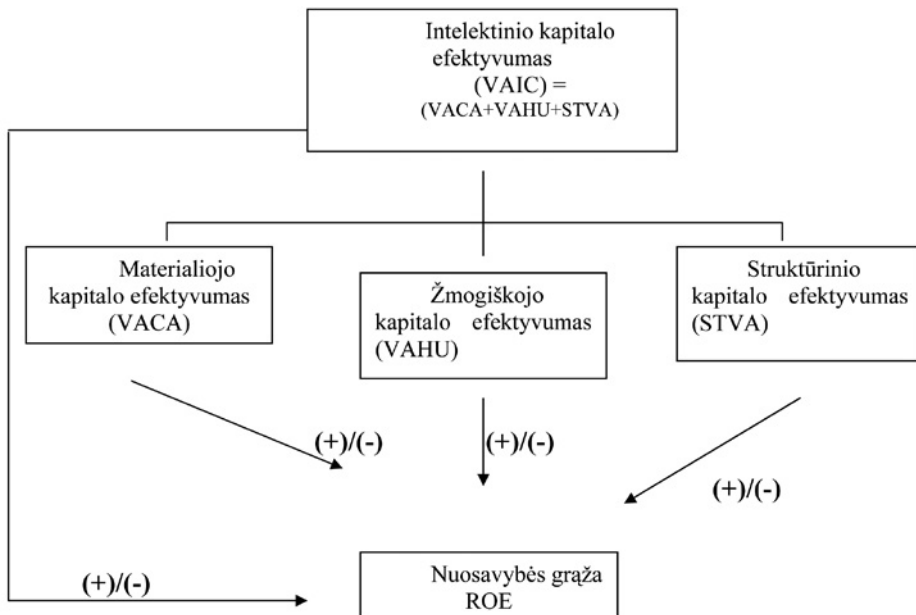 Intelektinio kapitalo
efektyvumas
(VAIC) =
(VACA+VAHU+STVA)
Materialiojo
kapitalo efektyvumas
(VACA)
Žmogiškojo
kapitalo efektyvumas
(VAHU)
Struktūrinio
kapitalo efektyvumas
(STVA)
(+)/(-)
(+)/(-)
(+)/(-)
(+)/(-)
Nuosavybės grąža
ROE